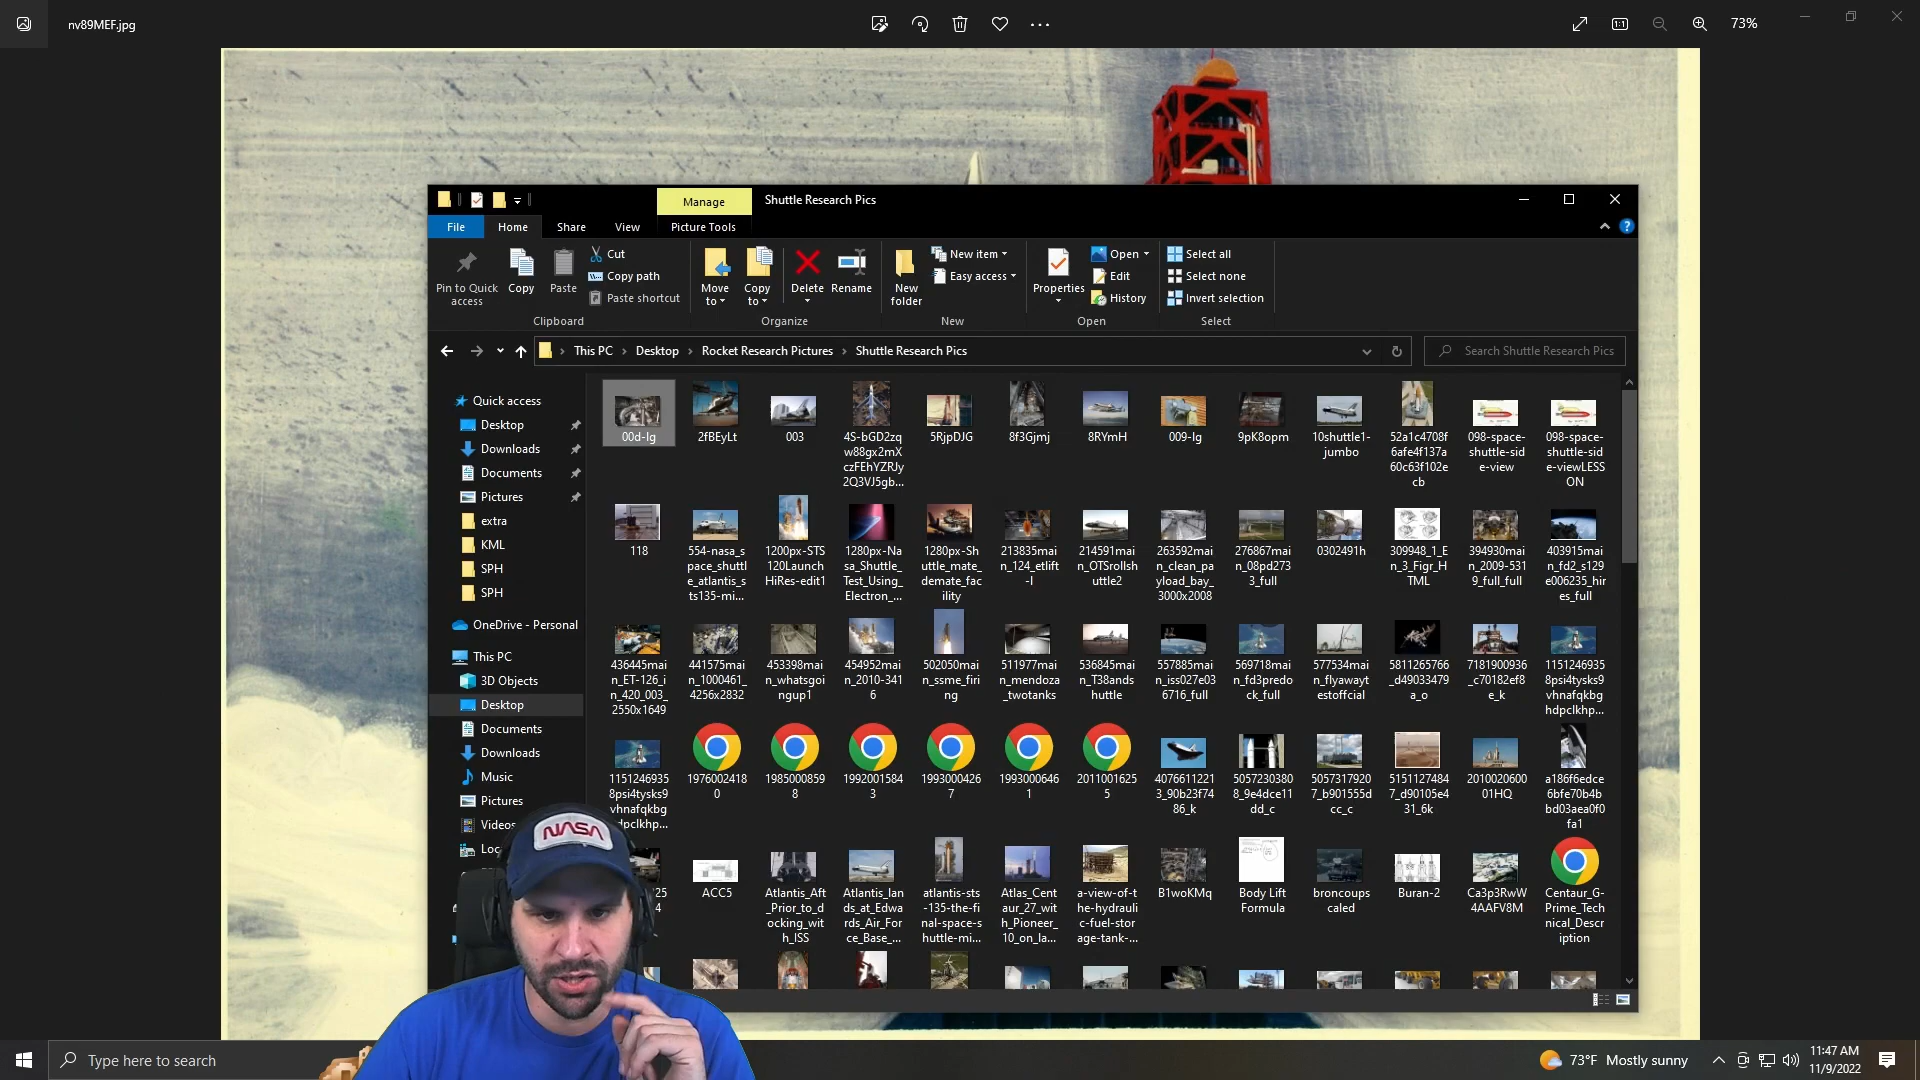 nv89MEF.jpg
73%
Manage
Shuttle Research Pics
File
Home
Share
View
Picture Tools
Pin to Quick
access
Copy
Paste
Cut
Copy path
Paste shortcut
Move
to
Copy
to
Delete
Rename
New
folder
New item
Easy access
Properties
Open
Edit
History
Select all
Select none
Invert selection
Clipboard
Organize
New
Open
Select
This PC
Desktop
Rocket Research Pictures
Shuttle Research Pics
Search Shuttle Research Pics
Quick access
Desktop
Downloads
Documents
Pictures
extra
KML
SPH
SPH
OneDrive - Personal
This PC
3D Objects
Desktop
Documents
Downloads
Music
Pictures
Videos
Loc
00d-lg
2fBEyLt
003
4S-bGD2zq
w88gx2mX
czFEhYZRJy
2Q3VJ5gb...
5RjpDJG
8f3Gjmj
8RYmH
009-lg
9pK8opm
10shuttle1-
jumbo
52a1c4708f
6afe4f137a
60c63f102e
cb
098-space-
shuttle-sid
e-view
098-space-
shuttle-sid
e-viewLESS
ON
118
554-nasa_s
pace_shuttl
e_atlantis_s
ts135-mi...
1200px-STS
120Launch
HiRes-edit1
1280px-Na
sa_Shuttle_
Test_Using_
Electron_...
1280px-Sh
uttle_mate_
demate_fac
ility
213835mai
n_124_etlift
-l
214591mai
n_OTSrollsh
uttle2
263592mai
n_clean_pa
yload_bay_
3000x2008
276867mai
n_08pd273
3_full
0302491h
309948_1_E
n_3_Figr_H
TML
394930mai
n_2009-531
9_full_full
403915mai
n_fd2_s129
e006235_hir
es_full
436445mai
n_ET-126_i
n_420_003_
2550x1649
441575mai
n_1000461_
4256x2832
453398mai
n_whatsgoi
ngup1
454952mai
n_2010-341
6
502050mai
n_ssme_firi
ng
511977mai
n_mendoza
_twotanks
536845mai
n_T38ands
huttle
557885mai
n_iss027e03
6716_full
569718mai
n_fd3predo
ck_full
577534mai
n_flyawayt
estoffcial
5811265766
_d49033479
a_o
7181900936
_c70182ef8
e_k
1151246935
8psi4tysks9
vhnafqkbg
hdpclkhp...
1151246935
8psi4tysks9
vhnafqkbg
dpclkhp...
1976002418
0
1985000859
8
1992001584
3
1993000426
7
1993000646
1
2011001625
5
4076611221
3_90b23f74
86_k
5057230380
8_9e4dce11
dd_c
5057317920
7_b901555d
cc_c
5151127484
7_d90105e4
31_6k
2010020600
01HQ
a186f6edce
6bfe70b4b
bd03aea0f0
fa1
25
4
ACC5
Atlantis_Aft
_Prior_to_d
ocking_wit
h_ISS
Atlantis_lan
ds_at_Edwa
rds_Air_For
ce_Base_...
atlantis-sts
-135-the-fi
nal-space-s
huttle-mi...
Atlas_Cent
aur_27_wit
h_Pioneer_
10_on_la...
a-view-of-t
he-hydrauli
c-fuel-stor
age-tank-...
B1woKMq
Body Lift
Formula
broncoups
caled
Buran-2
Ca3p3RwW
4AAFV8M
Centaur_G-
Prime_Tech
nical_Descr
iption
NASA
Type here to search
73°F Mostly sunny
11:47 AM
11/9/2022